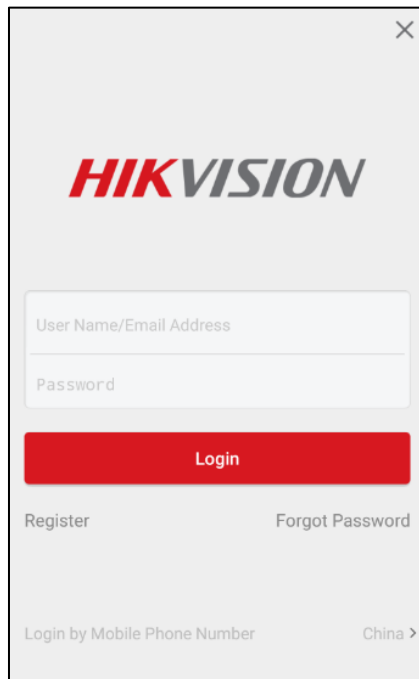 HIKVISION
User Name/Email Address
Password
Login
Register Forgot Password
Login by Mobile Phone Number China >